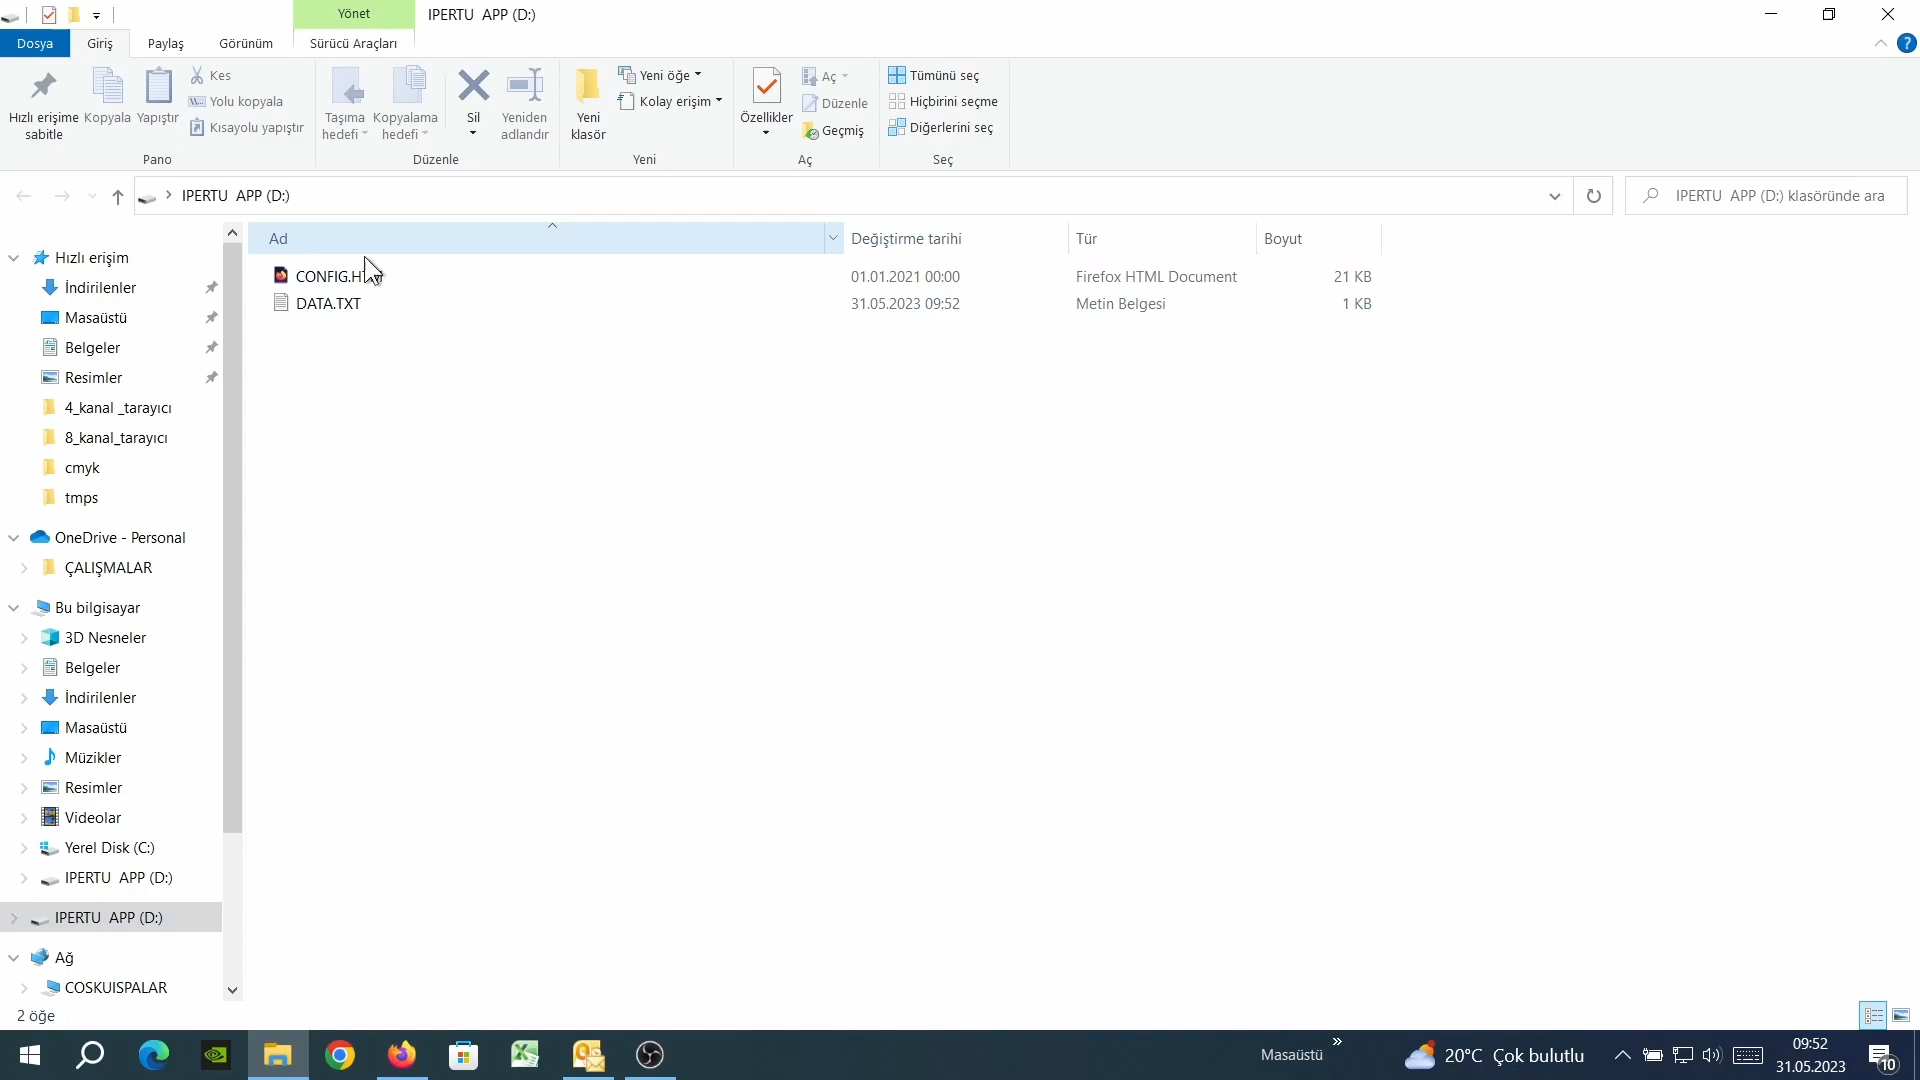 Yönet
IPERTU APP (D:)
Dosya
Giriş
Paylaş
Görünüm
Sürücü Araçları
Hızlı erişime
sabitle
Kopyala
Yapıştır
Kes
Yolu kopyala
Kısayolu yapıştır
Taşıma
hedefi
Kopyalama
hedefi
Sil
Yeniden
adlandır
Yeni
klasör
Yeni öğe
Kolay erişim
Özellikler
Aç
Düzenle
Geçmiş
Tümünü seç
Hiçbirini seçme
Diğerlerini seç
Pano
Düzenle
Yeni
Aç
Seç
IPERTU APP (D:)
IPERTU APP (D:) klasöründe ara
Ad
Değiştirme tarihi
Tür
Boyut
01.01.2021 00:00
Firefox HTML Document
21 KB
DATA.TXT
31.05.2023 09:52
Metin Belgesi
1 KB
Hızlı erişim
İndirilenler
Masaüstü
Belgeler
Resimler
4_kanal _tarayıcı
8_kanal_tarayıcı
cmyk
tmps
OneDrive - Personal
ÇALIŞMALAR
Bu bilgisayar
3D Nesneler
Belgeler
İndirilenler
Masaüstü
Müzikler
Resimler
Videolar
Yerel Disk (C:)
IPERTU APP (D:)
IPERTU APP (D:)
Ağ
COSKUISPALAR
2 öğe
Masaüstü
20°C Çok bulutlu
09:52
31.05.2023
10